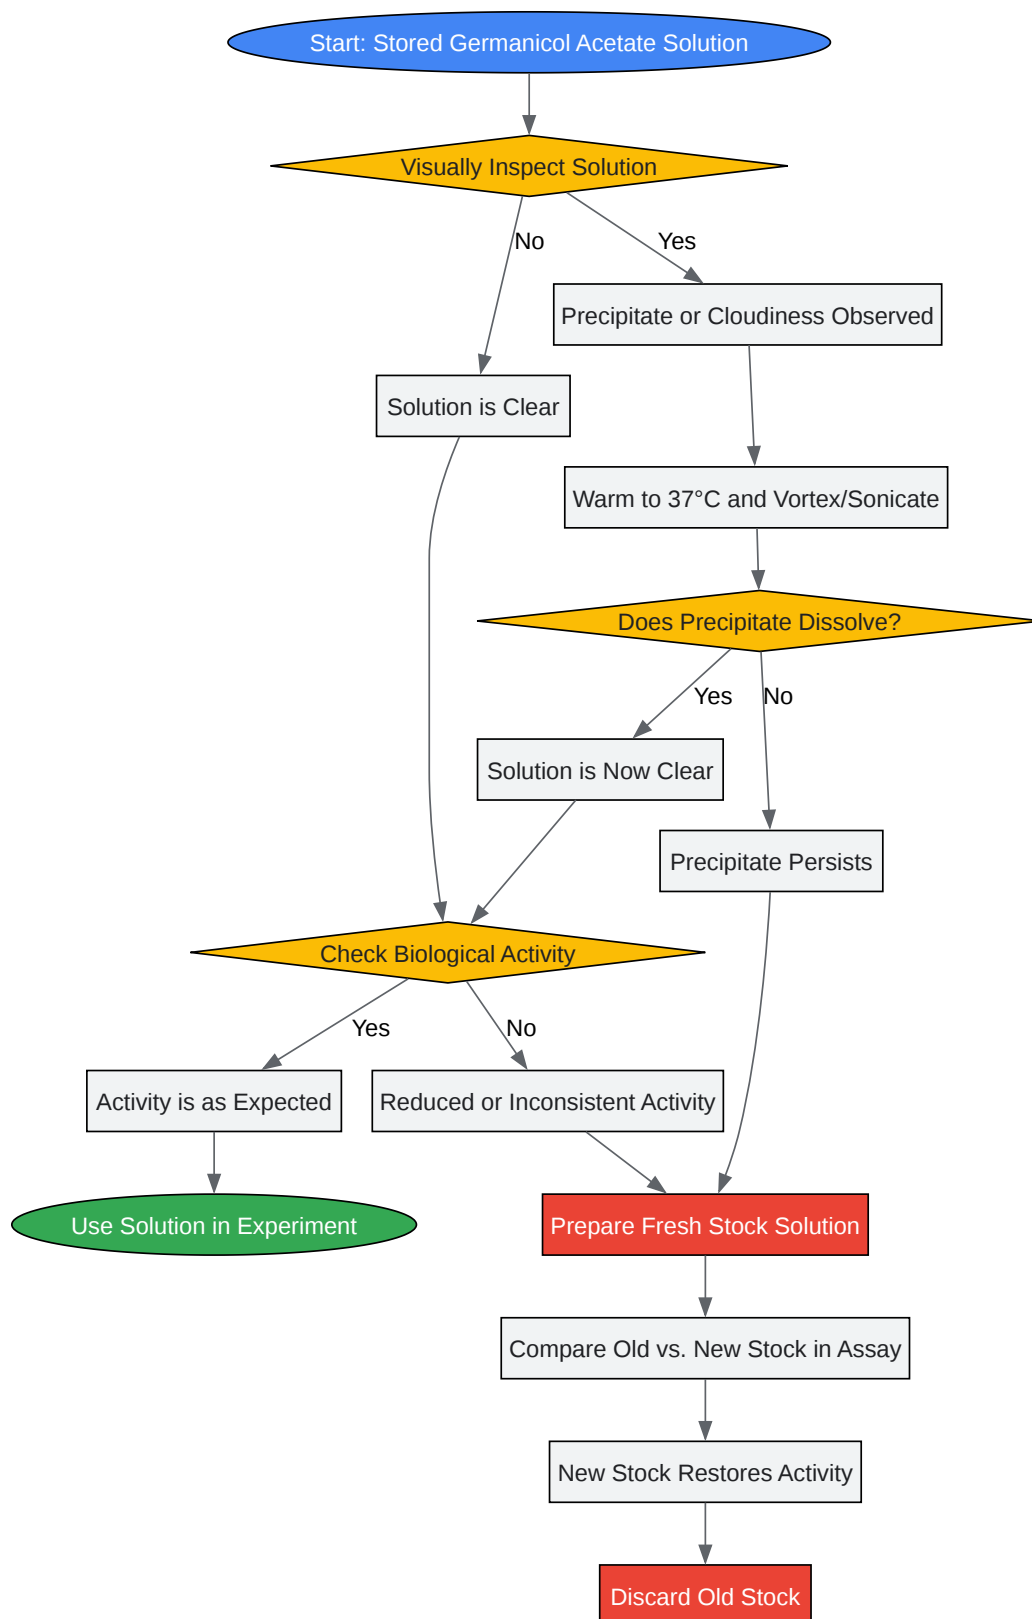 Start: Stored Germanicol Acetate Solution
Visually Inspect Solution
No
Yes
Precipitate or Cloudiness Observed
Solution is Clear
Warm to 37°C and Vortex/Sonicate
Does Precipitate Dissolve?
Yes
No
Solution is Now Clear
Precipitate Persists
Check Biological Activity
Yes
No
Activity is as Expected
Reduced or Inconsistent Activity
Use Solution in Experiment
Prepare Fresh Stock Solution
Compare Old vs. New Stock in Assay
New Stock Restores Activity
Discard Old Stock